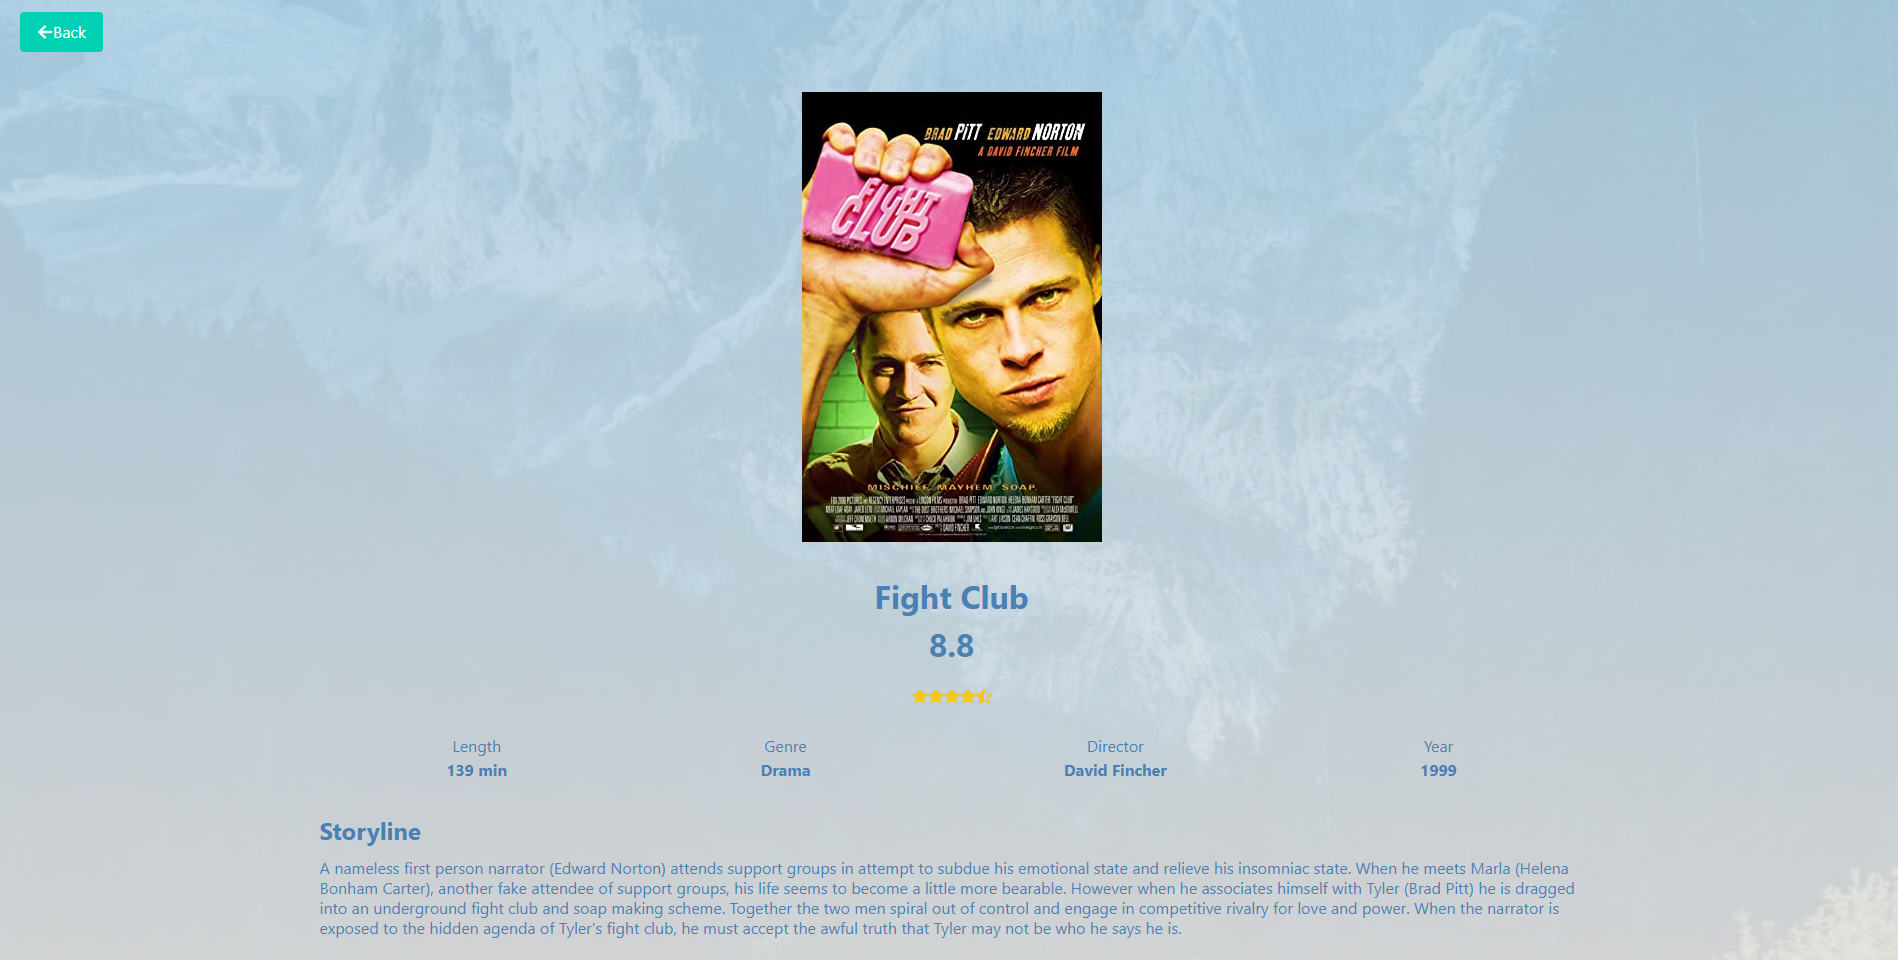 Back
BRAD PITT EDWARD NORTON
A DAVID FINCHER FILM
FIGHT
CLUB
MISCHIEF. MAYHEM. SOAP.
Fight Club
8.8
Length Genre Director Year
139 min Drama David Fincher 1999
Storyline
A nameless first person narrator (Edward Norton) attends support groups in attempt to subdue his emotional state and relieve his insomniac state. When he meets Marla (Helena
Bonham Carter), another fake attendee of support groups, his life seems to become a little more bearable. However when he associates himself with Tyler (Brad Pitt) he is dragged
into an underground fight club and soap making scheme. Together the two men spiral out of control and engage in competitive rivalry for love and power. When the narrator is
exposed to the hidden agenda of Tyler's fight club, he must accept the awful truth that Tyler may not be who he says he is.